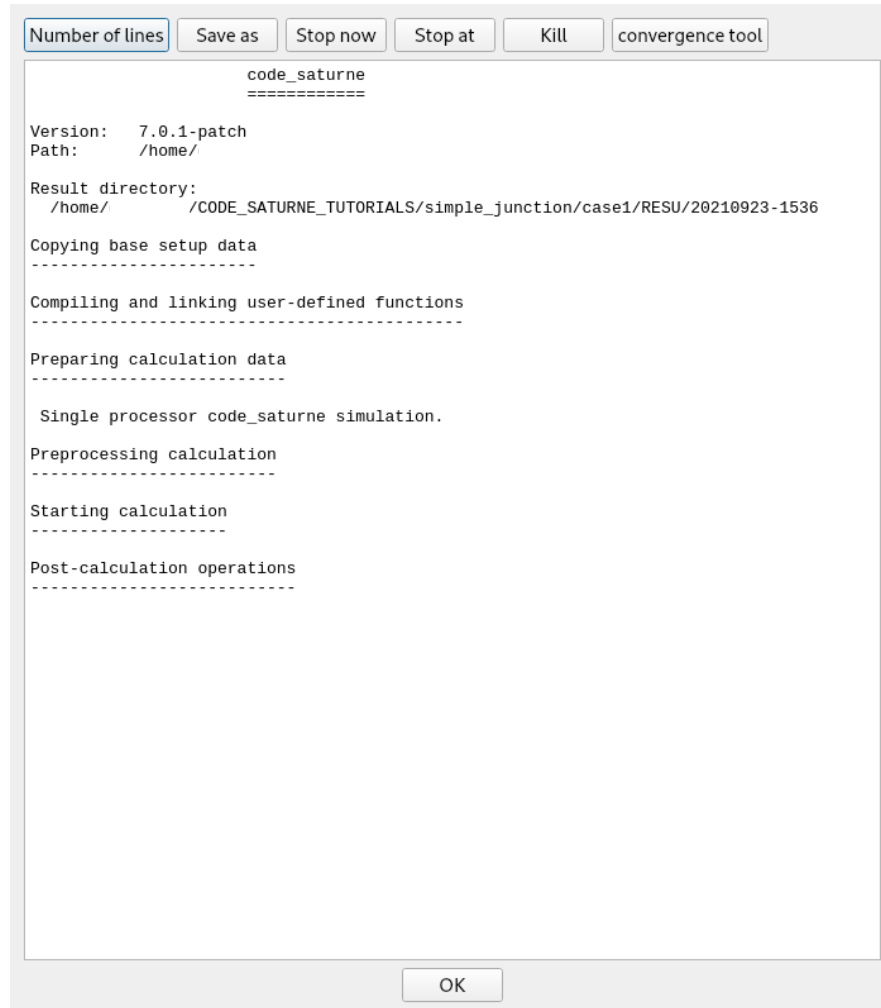 Number of lines Save as Stop now Stop at Kill convergence tool
code_saturne
============
Version: 7.0.1-patch
Path: /home/
Result directory:
/home/ /CODE_SATURNE_TUTORIALS/simple_junction/case1/RESU/20210923-1536
Copying base setup data
-----------------------
Compiling and linking user-defined functions
--------------------------------------------
Preparing calculation data
--------------------------
Single processor code_saturne simulation.
Preprocessing calculation
-------------------------
Starting calculation
--------------------
Post-calculation operations
---------------------------
OK